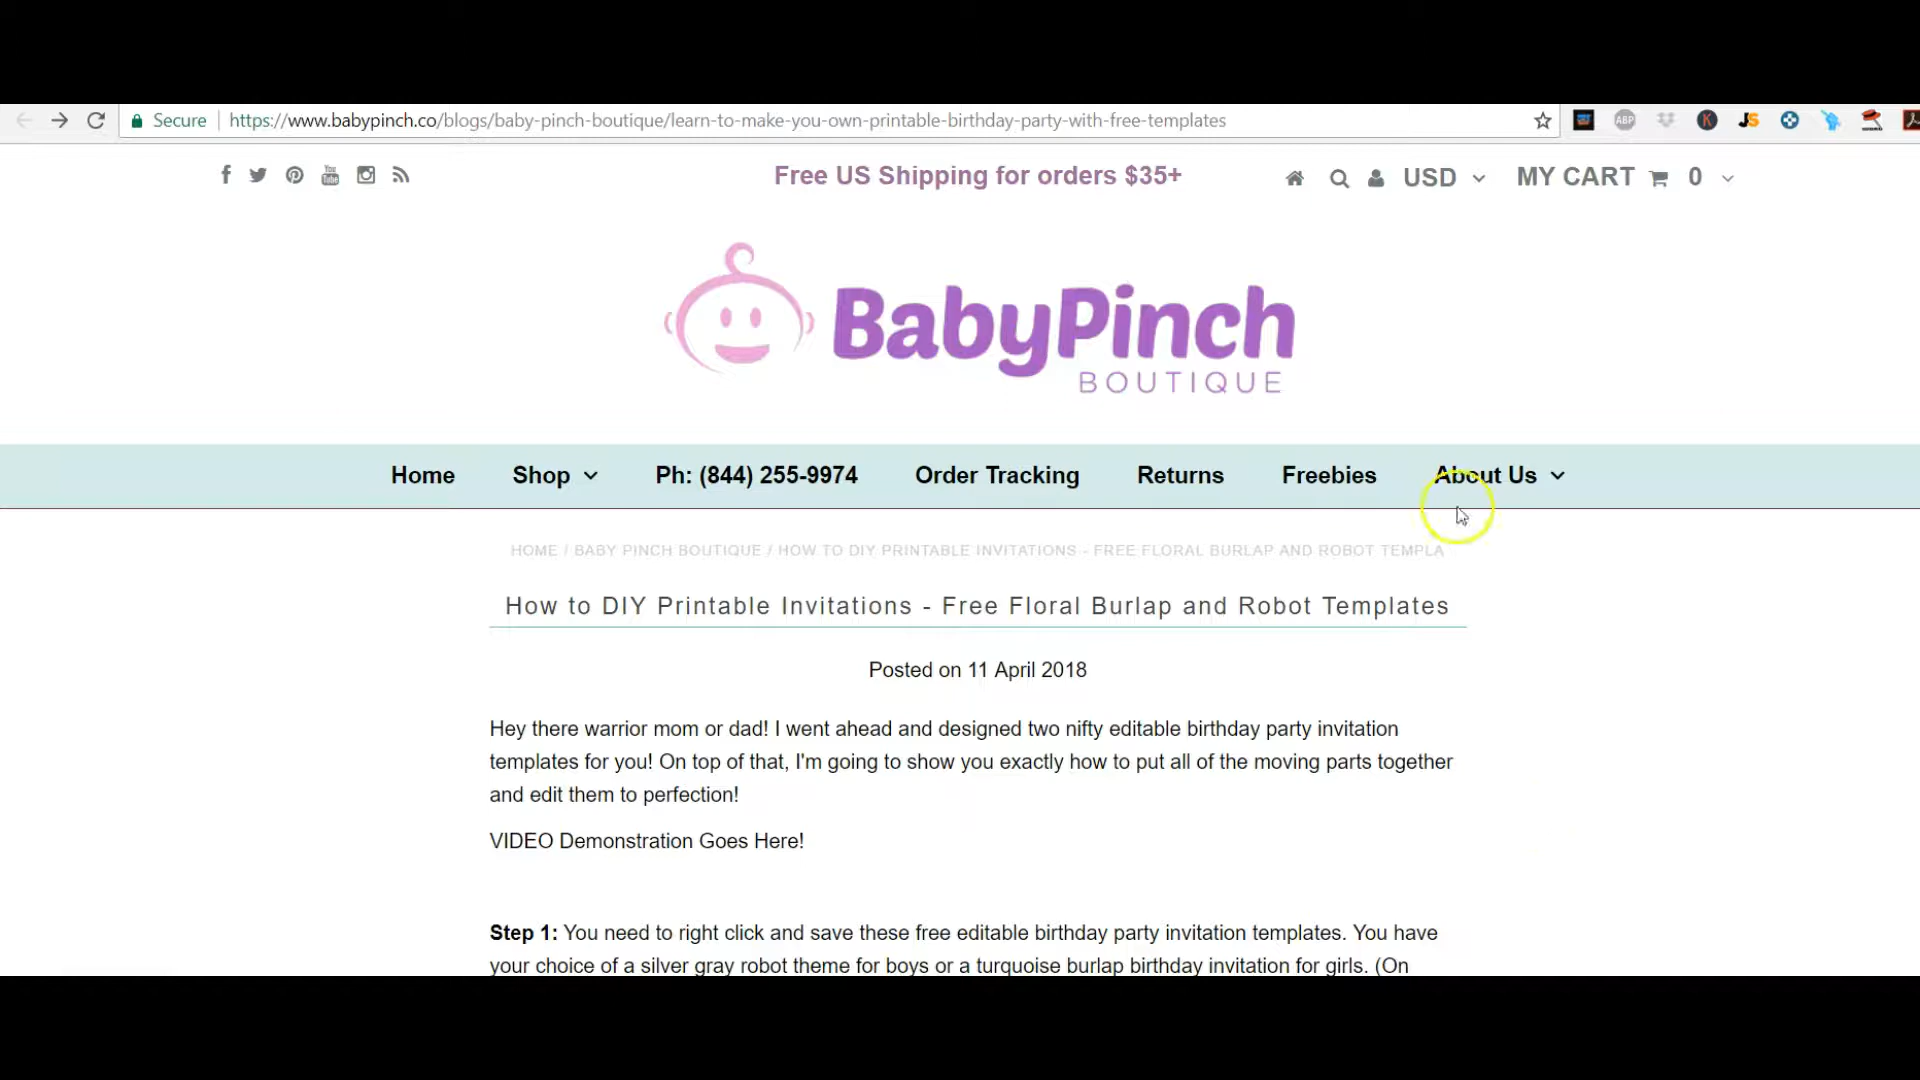 Secure https://www.babypinch.co/blogs/baby-pinch-boutique/learn-to-make-you-own-printable-birthday-party-with-free-templates
ABP K JS
You Tube Free US Shipping for orders $35+ USD MY CART 0
BabyPinch
BOUTIQUE
Home Shop Ph: (844) 255-9974 Order Tracking Returns Freebies About Us
HOME / BABY PINCH BOUTIQUE / HOW TO DIY PRINTABLE INVITATIONS - FREE FLORAL BURLAP AND ROBOT TEMPLA
How to DIY Printable Invitations - Free Floral Burlap and Robot Templates
Posted on 11 April 2018
Hey there warrior mom or dad! I went ahead and designed two nifty editable birthday party invitation
templates for you! On top of that, I'm going to show you exactly how to put all of the moving parts together
and edit them to perfection!
VIDEO Demonstration Goes Here!
Step 1: You need to right click and save these free editable birthday party invitation templates. You have
your choice of a silver gray robot theme for boys or a turquoise burlap birthday invitation for girls. (On